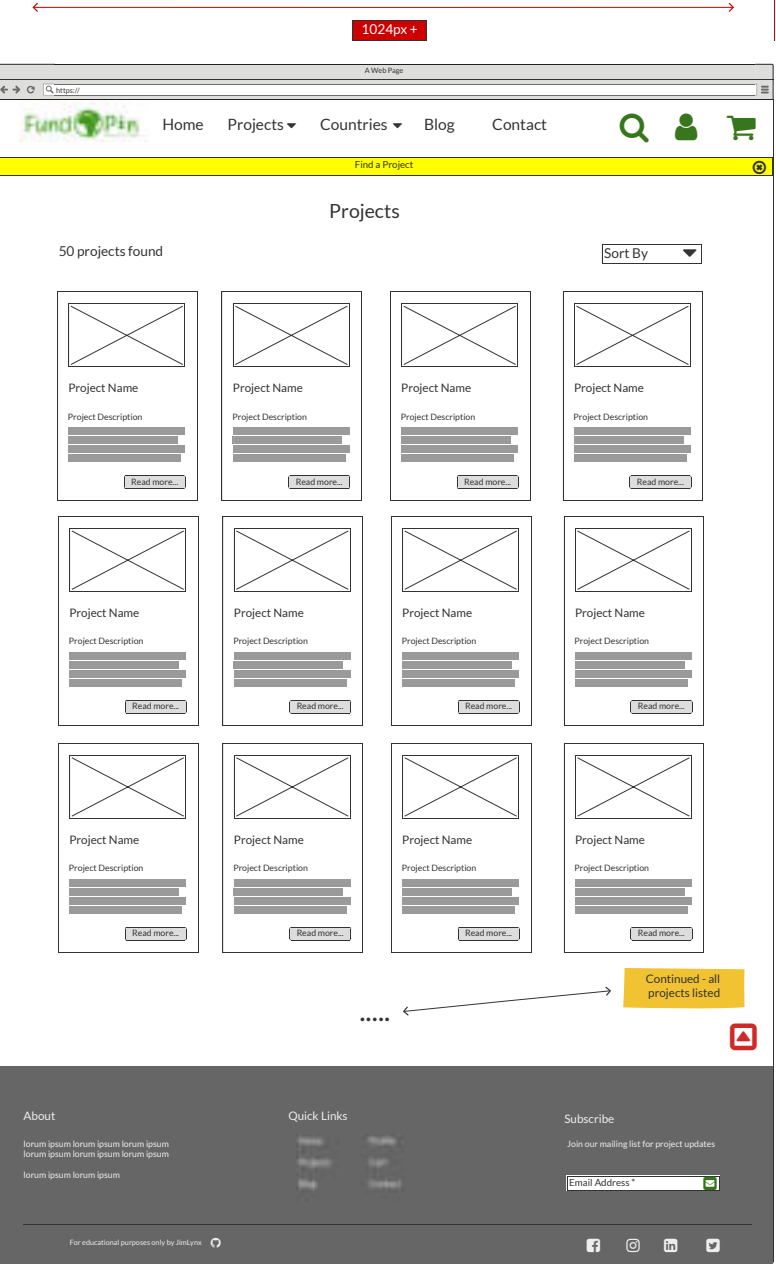 1024px +
A Web Page
https://
Fund Pin
Home Projects Countries Blog Contact
Find a Project
Projects
50 projects found
Sort By
Project Name Project Name Project Name Project Name
Project Description Project Description Project Description Project Description
Read more... Read more... Read more... Read more...
Project Name Project Name Project Name Project Name
Project Description Project Description Project Description Project Description
Read more... Read more... Read more... Read more...
Project Name Project Name Project Name Project Name
Project Description Project Description Project Description Project Description
Read more... Read more... Read more... Read more...
Continued - all
projects listed
.....
About
lorum ipsum lorum ipsum lorum ipsum
lorum ipsum lorum ipsum lorum ipsum
lorum ipsum lorum ipsum
Quick Links
Subscribe
Join our mailing list for project updates
Email Address *
For educational purposes only by JimLynx